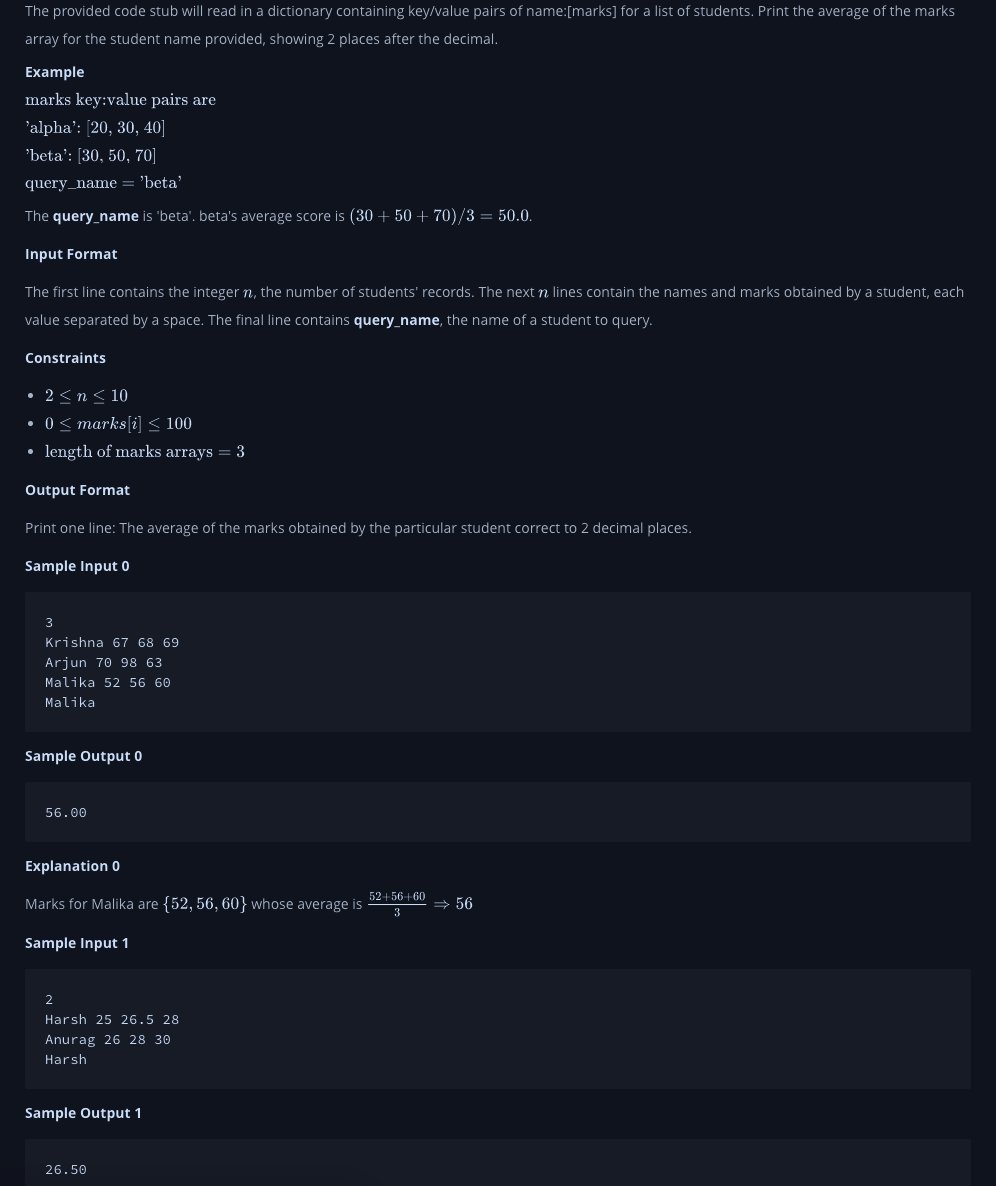 The provided code stub will read in a dictionary containing key/value pairs of name:[marks] for a list of students. Print the average of the marks
array for the student name provided, showing 2 places after the decimal.
Example
marks key:value pairs are
'alpha': [20, 30, 40]
'beta': [30, 50, 70]
query_name = 'beta'
The query_name is 'beta'. beta's average score is (30 + 50 + 70)/3 = 50.0.
Input Format
The first line contains the integer n, the number of students' records. The next n lines contain the names and marks obtained by a student, each
value separated by a space. The final line contains query_name, the name of a student to query.
Constraints
• 2 ≤ n ≤ 10
• 0 ≤ marks[i] ≤ 100
• length of marks arrays = 3
Output Format
Print one line: The average of the marks obtained by the particular student correct to 2 decimal places.
Sample Input 0
3
Krishna 67 68 69
Arjun 70 98 63
Malika 52 56 60
Malika
Sample Output 0
56.00
Explanation 0
Marks for Malika are {52, 56, 60} whose average is (52+56+60)/3 ⇒ 56
Sample Input 1
2
Harsh 25 26.5 28
Anurag 26 28 30
Harsh
Sample Output 1
26.50